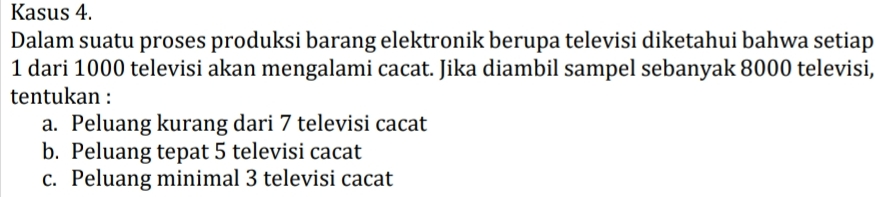 Kasus 4.
Dalam suatu proses produksi barang elektronik berupa televisi diketahui bahwa setiap
1 dari 1000 televisi akan mengalami cacat. Jika diambil sampel sebanyak 8000 televisi,
tentukan :
a. Peluang kurang dari 7 televisi cacat
b. Peluang tepat 5 televisi cacat
c. Peluang minimal 3 televisi cacat